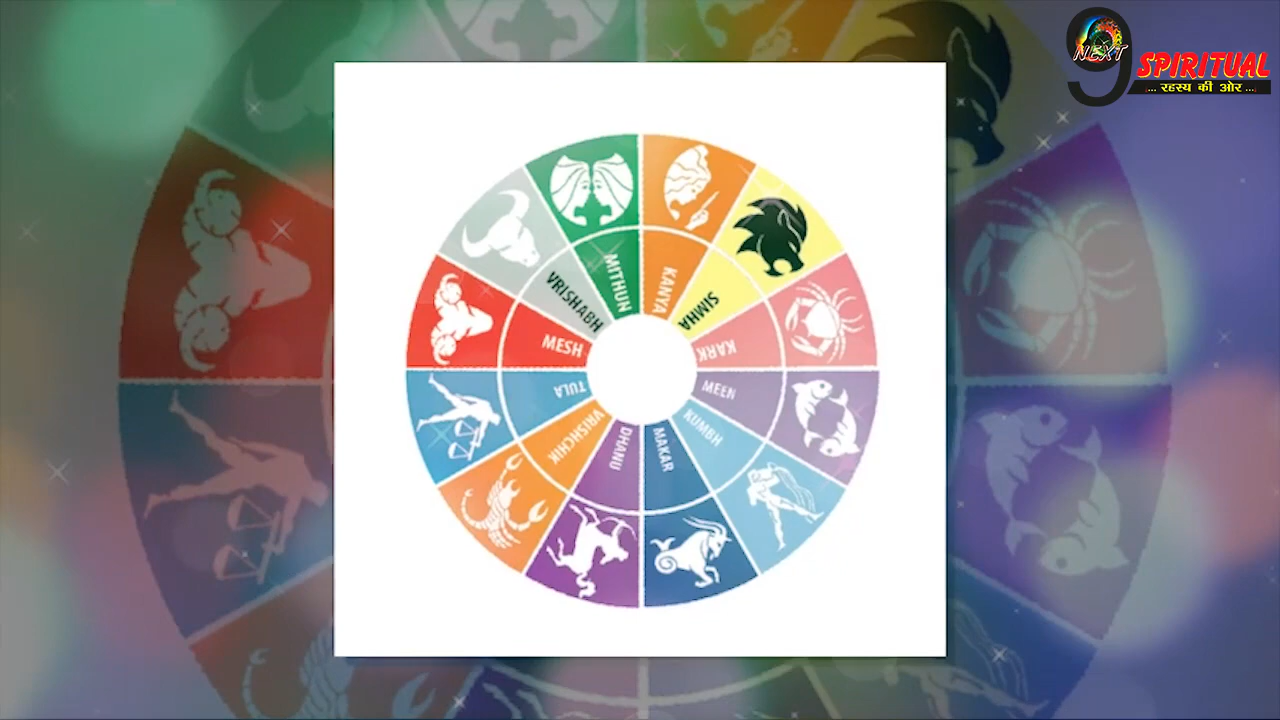 9
NEXT
SPIRITUAL
... रहस्य की ओर ...
MITHUN
KANYA
VRISHABH
SIMHA
MESH
KARK
TULA
MEEN
VRISHCHIK
KUMBH
DHANU
MAKAR